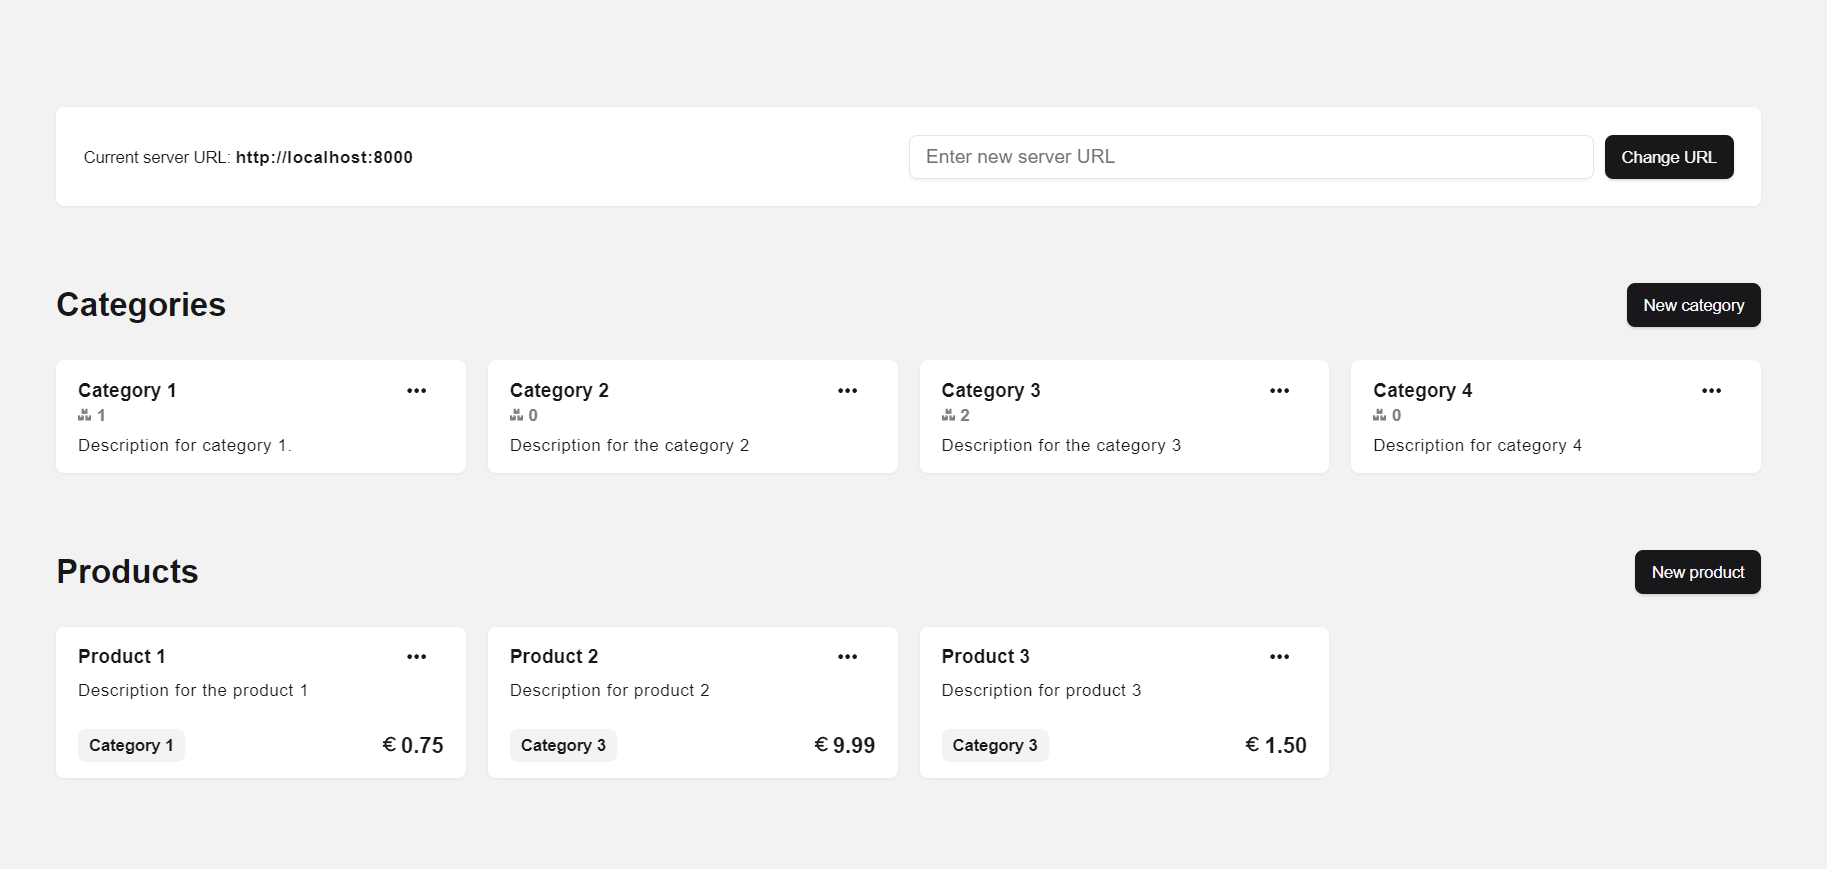 Current server URL: http://localhost:8000
Enter new server URL
Change URL
Categories
New category
Category 1
1
Description for category 1.
Category 2
0
Description for the category 2
Category 3
2
Description for the category 3
Category 4
0
Description for category 4
Products
New product
Product 1
Description for the product 1
Category 1
€ 0.75
Product 2
Description for product 2
Category 3
€ 9.99
Product 3
Description for product 3
Category 3
€ 1.50